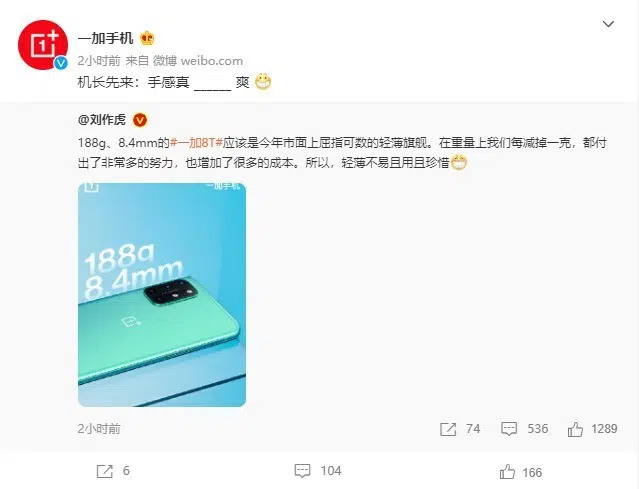 一加手机
2小时前 来自 微博 weibo.com
机长先来：手感真 ______ 爽
@刘作虎
188g、8.4mm的#一加8T#应该是今年市面上屈指可数的轻薄旗舰。在重量上我们每减掉一克，都付
出了非常多的努力，也增加了很多的成本。所以，轻薄不易且用且珍惜
一加手机
188g
8.4mm
2小时前 74 536 1289
6 104 166